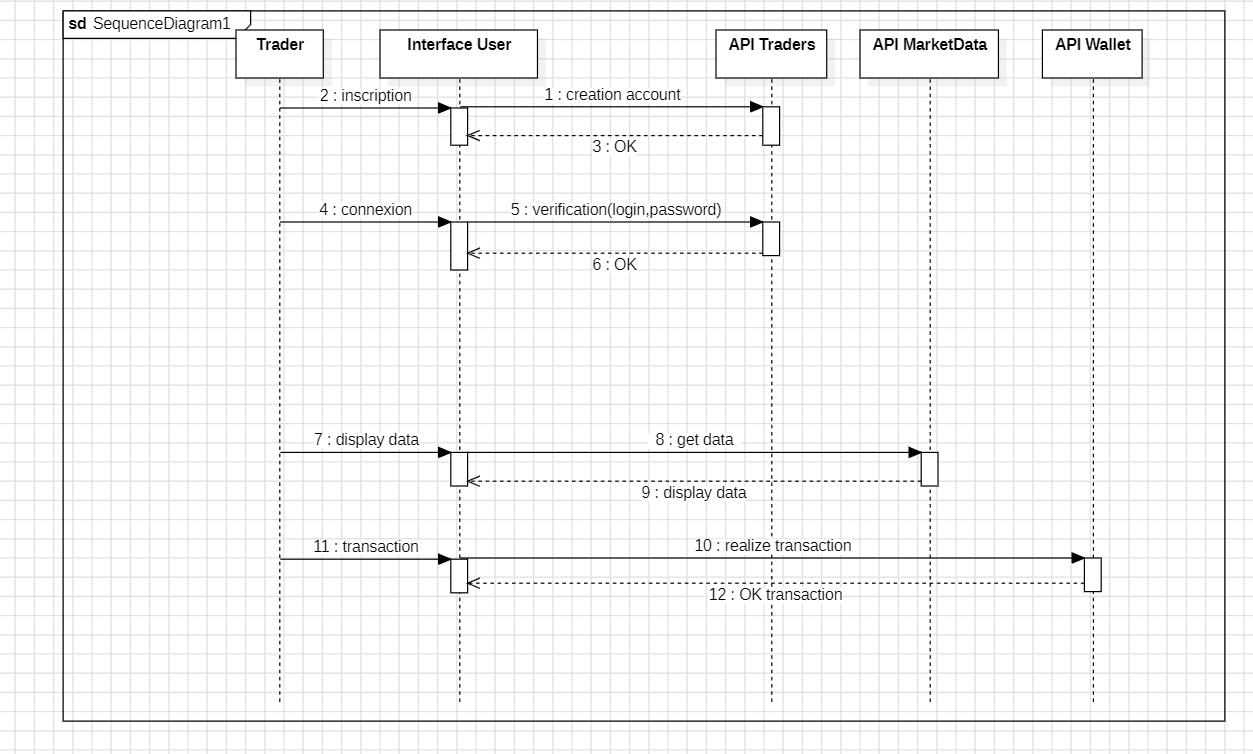 sd SequenceDiagram1
Trader
Interface User
API Traders
API MarketData
API Wallet
2 : inscription
1 : creation account
3 : OK
4 : connexion
5 : verification(login,password)
6 : OK
7 : display data
8 : get data
9 : display data
11 : transaction
10 : realize transaction
12 : OK transaction